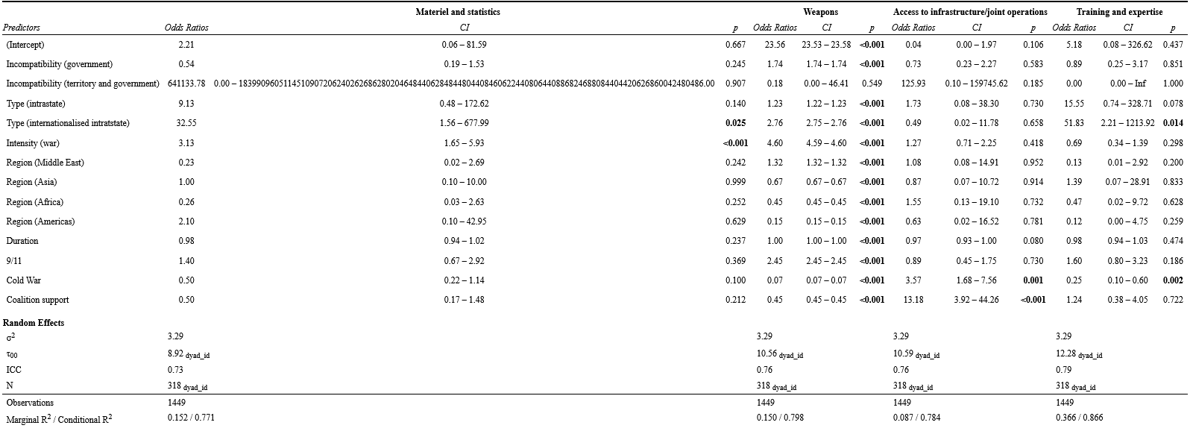 Materiel and statistics Weapons Access to infrastructure/joint operations Training and expertise
Predictors Odds Ratios CI p Odds Ratios CI p Odds Ratios CI p Odds Ratios CI p
(Intercept) 2.21 0.06 – 81.59 0.667 23.56 23.53 – 23.58 <0.001 0.04 0.00 – 1.97 0.106 5.18 0.08 – 326.62 0.437
Incompatibility (government) 0.54 0.19 – 1.53 0.245 1.74 1.74 – 1.74 <0.001 0.73 0.23 – 2.27 0.583 0.89 0.25 – 3.17 0.851
Incompatibility (territory and government) 641133.78 0.907 0.18 0.00 – 46.41 0.549 125.93 0.10 – 159745.62 0.185 0.00 0.00 – Inf 1.000
Type (intrastate) 9.13 0.48 – 172.62 0.140 1.23 1.22 – 1.23 <0.001 1.73 0.08 – 38.30 0.730 15.55 0.74 – 328.71 0.078
Type (internationalised intratstate) 32.55 1.56 – 677.99 0.025 2.76 2.75 – 2.76 <0.001 0.49 0.02 – 11.78 0.658 51.83 2.21 – 1213.92 0.014
Intensity (war) 3.13 1.65 – 5.93 <0.001 4.60 4.59 – 4.60 <0.001 1.27 0.71 – 2.25 0.418 0.69 0.34 – 1.39 0.298
Region (Middle East) 0.23 0.02 – 2.69 0.242 1.32 1.32 – 1.32 <0.001 1.08 0.08 – 14.91 0.952 0.13 0.01 – 2.92 0.200
Region (Asia) 1.00 0.10 – 10.00 0.999 0.67 0.67 – 0.67 <0.001 0.87 0.07 – 10.72 0.914 1.39 0.07 – 28.91 0.833
Region (Africa) 0.26 0.03 – 2.63 0.252 0.45 0.45 – 0.45 <0.001 1.55 0.13 – 19.10 0.732 0.47 0.02 – 9.72 0.628
Region (Americas) 2.10 0.10 – 42.95 0.629 0.15 0.15 – 0.15 <0.001 0.63 0.02 – 16.52 0.781 0.12 0.00 – 4.75 0.259
Duration 0.98 0.94 – 1.02 0.237 1.00 1.00 – 1.00 <0.001 0.97 0.93 – 1.00 0.080 0.98 0.94 – 1.03 0.474
9/11 1.40 0.67 – 2.92 0.369 2.45 2.45 – 2.45 <0.001 0.89 0.45 – 1.75 0.730 1.60 0.80 – 3.23 0.186
Cold War 0.50 0.22 – 1.14 0.100 0.07 0.07 – 0.07 <0.001 3.57 1.68 – 7.56 0.001 0.25 0.10 – 0.60 0.002
Coalition support 0.50 0.17 – 1.48 0.212 0.45 0.45 – 0.45 <0.001 13.18 3.92 – 44.26 <0.001 1.24 0.38 – 4.05 0.722
Random Effects
σ2 3.29 3.29 3.29 3.29
τ00 8.92 dyad_id 10.56 dyad_id 10.59 dyad_id 12.28 dyad_id
ICC 0.73 0.76 0.76 0.79
N 318 dyad_id 318 dyad_id 318 dyad_id 318 dyad_id
Observations 1449 1449 1449 1449
Marginal R2 / Conditional R2 0.152 / 0.771 0.150 / 0.798 0.087 / 0.784 0.366 / 0.866